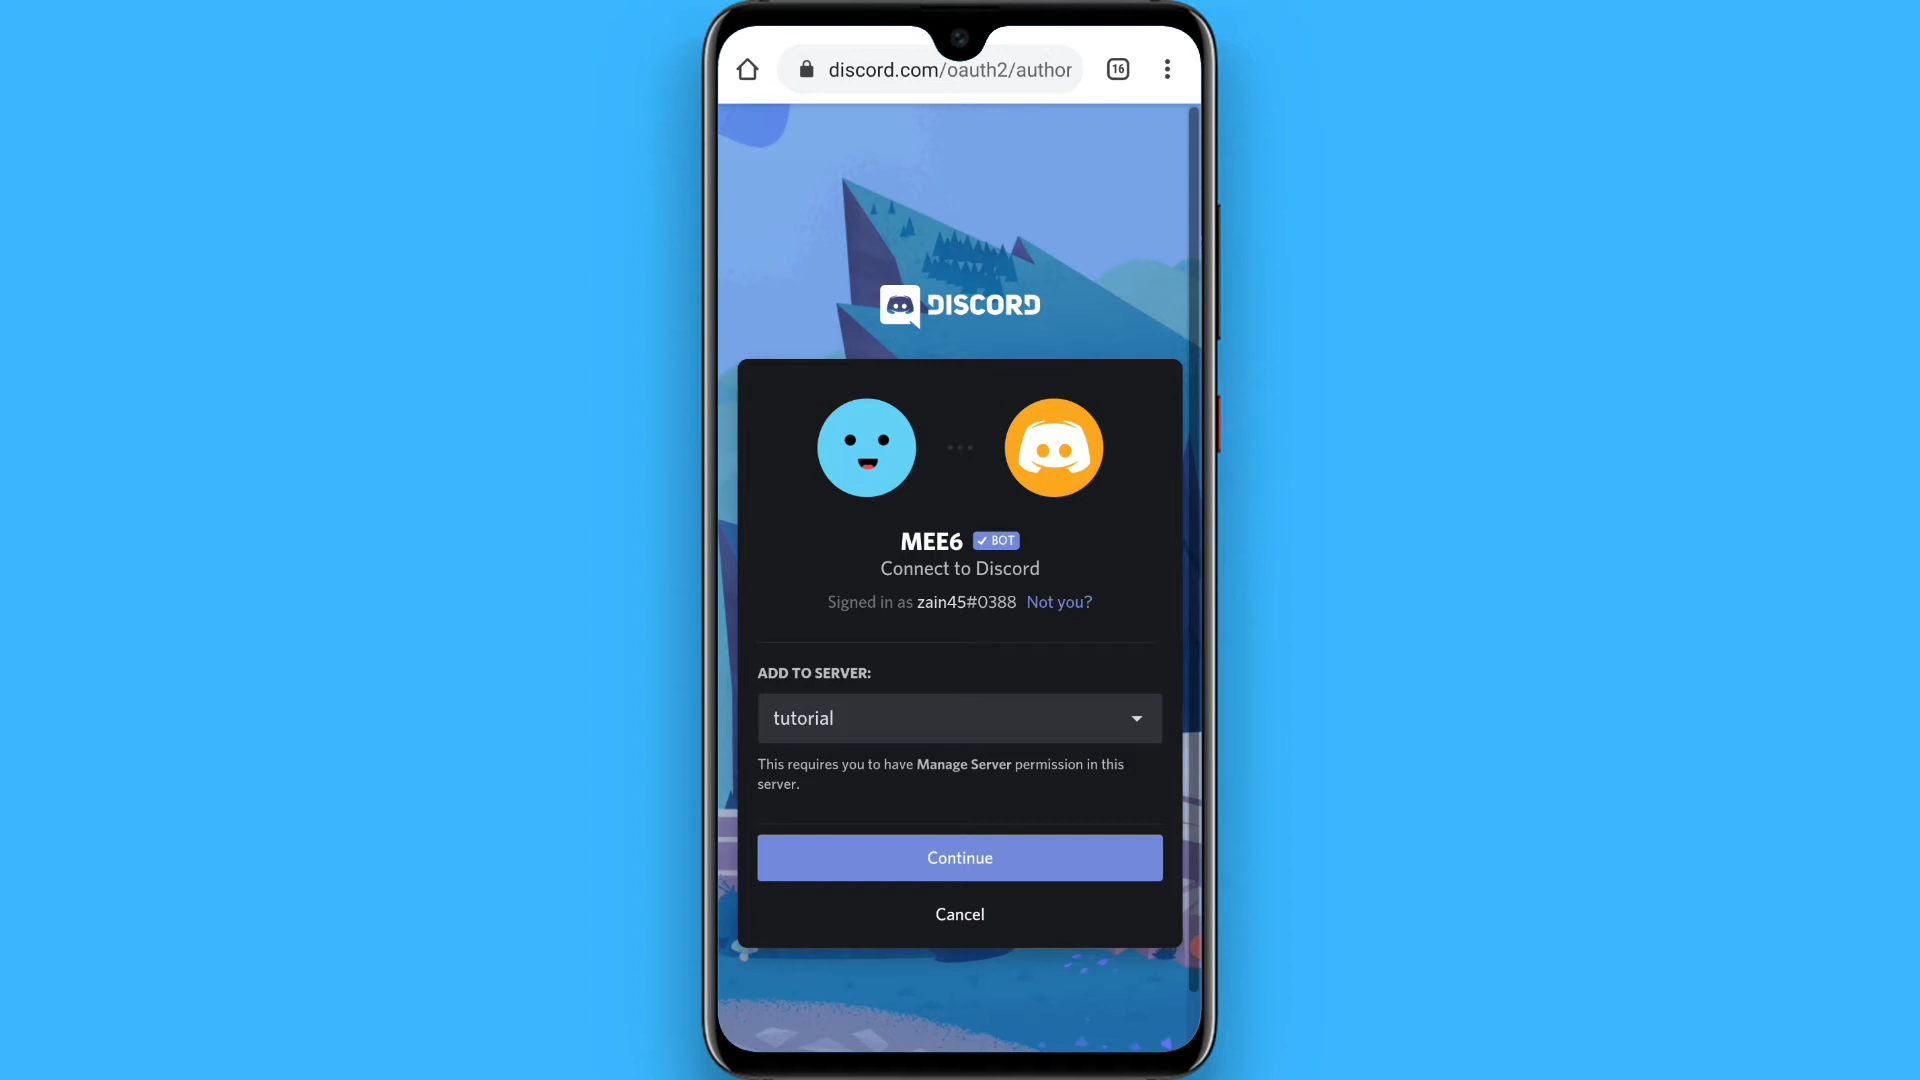 discord.com/oauth2/author
16
DISCORD
MEE6 BOT
Connect to Discord
Signed in as zain45#0388 Not you?
ADD TO SERVER:
tutorial
This requires you to have Manage Server permission in this
server.
Continue
Cancel